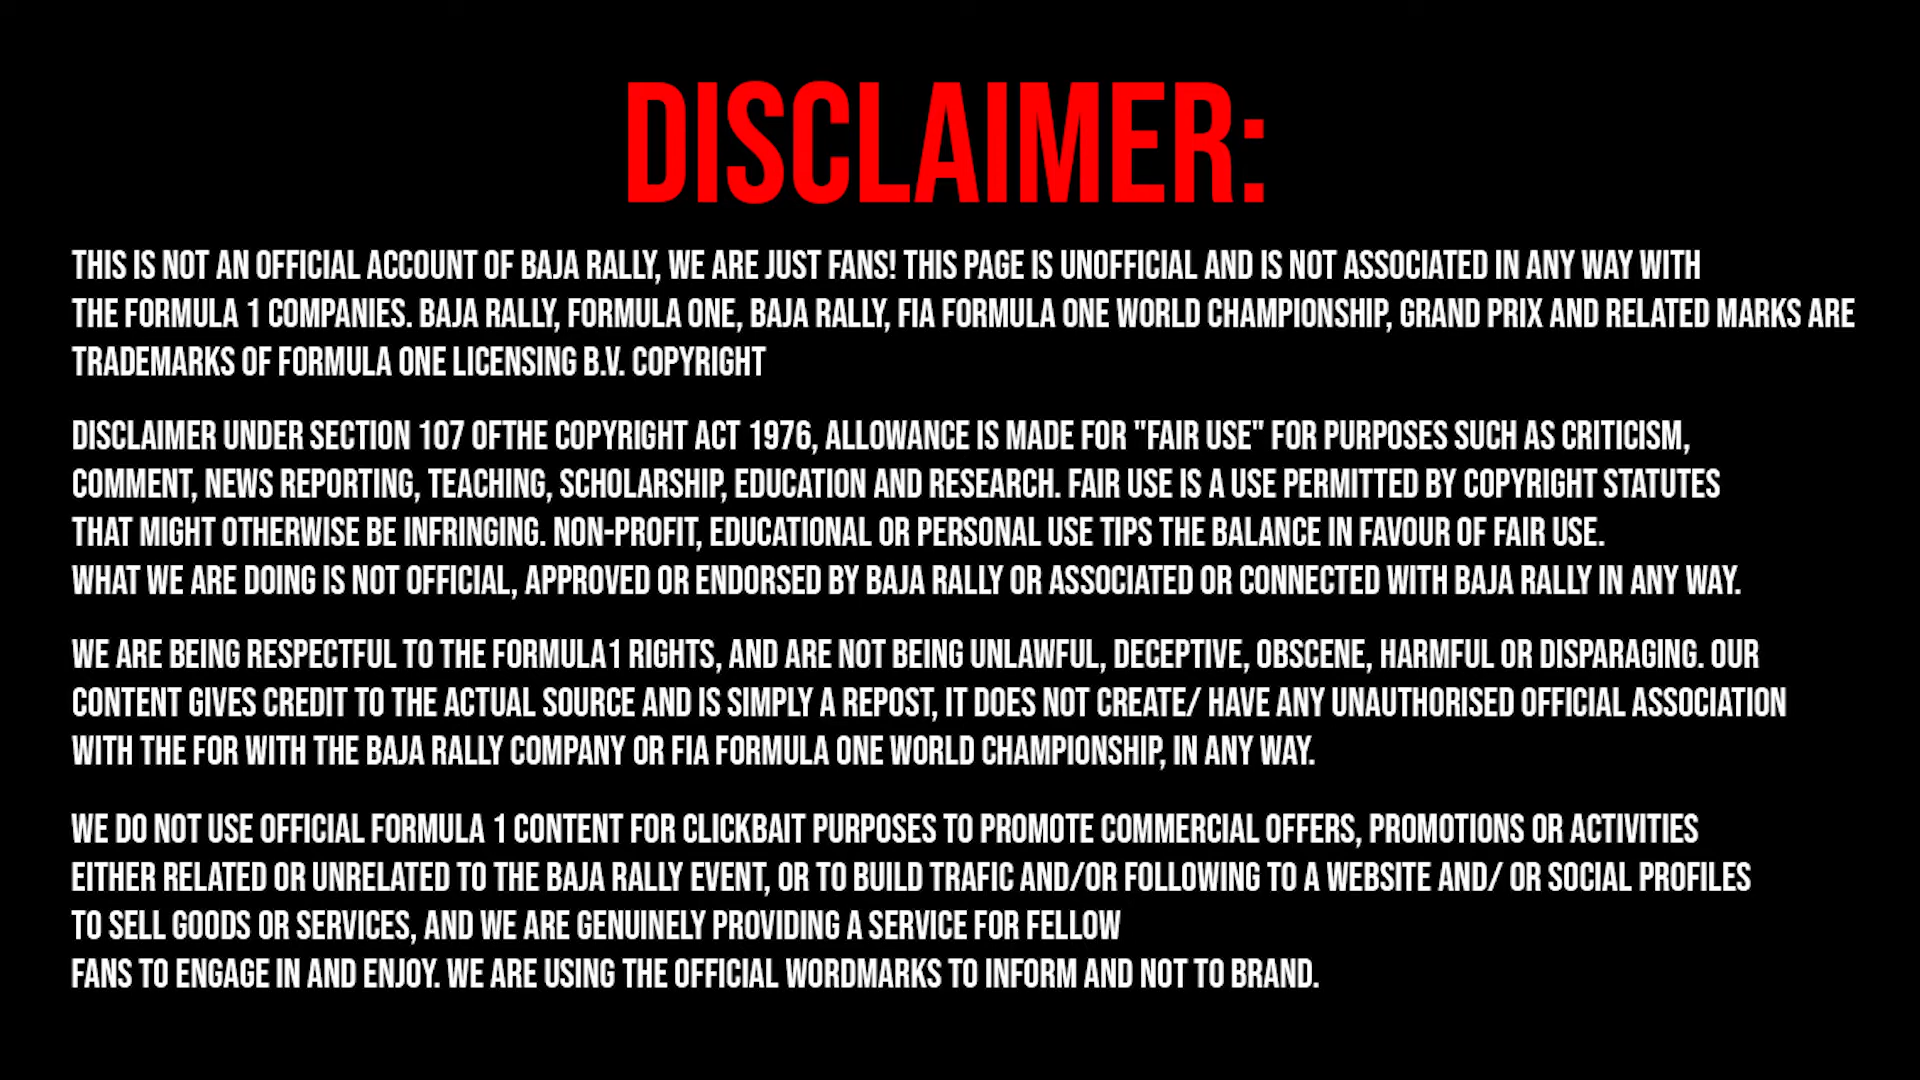 DISCLAIMER:
THIS IS NOT AN OFFICIAL ACCOUNT OF BAJA RALLY, WE ARE JUST FANS! THIS PAGE IS UNOFFICIAL AND IS NOT ASSOCIATED IN ANY WAY WITH
THE FORMULA 1 COMPANIES. BAJA RALLY, FORMULA ONE, BAJA RALLY, FIA FORMULA ONE WORLD CHAMPIONSHIP, GRAND PRIX AND RELATED MARKS ARE
TRADEMARKS OF FORMULA ONE LICENSING B.V. COPYRIGHT
DISCLAIMER UNDER SECTION 107 OFTHE COPYRIGHT ACT 1976, ALLOWANCE IS MADE FOR "FAIR USE" FOR PURPOSES SUCH AS CRITICISM,
COMMENT, NEWS REPORTING, TEACHING, SCHOLARSHIP, EDUCATION AND RESEARCH. FAIR USE IS A USE PERMITTED BY COPYRIGHT STATUTES
THAT MIGHT OTHERWISE BE INFRINGING. NON-PROFIT, EDUCATIONAL OR PERSONAL USE TIPS THE BALANCE IN FAVOUR OF FAIR USE.
WHAT WE ARE DOING IS NOT OFFICIAL, APPROVED OR ENDORSED BY BAJA RALLY OR ASSOCIATED OR CONNECTED WITH BAJA RALLY IN ANY WAY.
WE ARE BEING RESPECTFUL TO THE FORMULA1 RIGHTS, AND ARE NOT BEING UNLAWFUL, DECEPTIVE, OBSCENE, HARMFUL OR DISPARAGING. OUR
CONTENT GIVES CREDIT TO THE ACTUAL SOURCE AND IS SIMPLY A REPOST, IT DOES NOT CREATE/ HAVE ANY UNAUTHORISED OFFICIAL ASSOCIATION
WITH THE FOR WITH THE BAJA RALLY COMPANY OR FIA FORMULA ONE WORLD CHAMPIONSHIP, IN ANY WAY.
WE DO NOT USE OFFICIAL FORMULA 1 CONTENT FOR CLICKBAIT PURPOSES TO PROMOTE COMMERCIAL OFFERS, PROMOTIONS OR ACTIVITIES
EITHER RELATED OR UNRELATED TO THE BAJA RALLY EVENT, OR TO BUILD TRAFIC AND/OR FOLLOWING TO A WEBSITE AND/ OR SOCIAL PROFILES
TO SELL GOODS OR SERVICES, AND WE ARE GENUINELY PROVIDING A SERVICE FOR FELLOW
FANS TO ENGAGE IN AND ENJOY. WE ARE USING THE OFFICIAL WORDMARKS TO INFORM AND NOT TO BRAND.